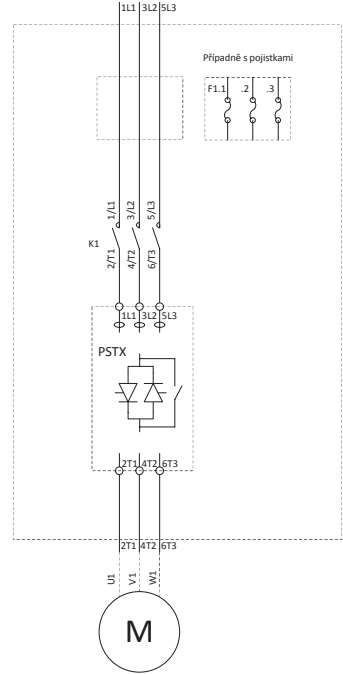 1L1 3L2 5L3
Případně s pojistkami
F1.1 .2 .3
1/L1 3/L2 5/L3
K1
2/T1 4/T2 6/T3
1L1 3L2 5L3
PSTX
2T1 4T2 6T3
2T1 4T2 6T3
U1 V1 W1
M